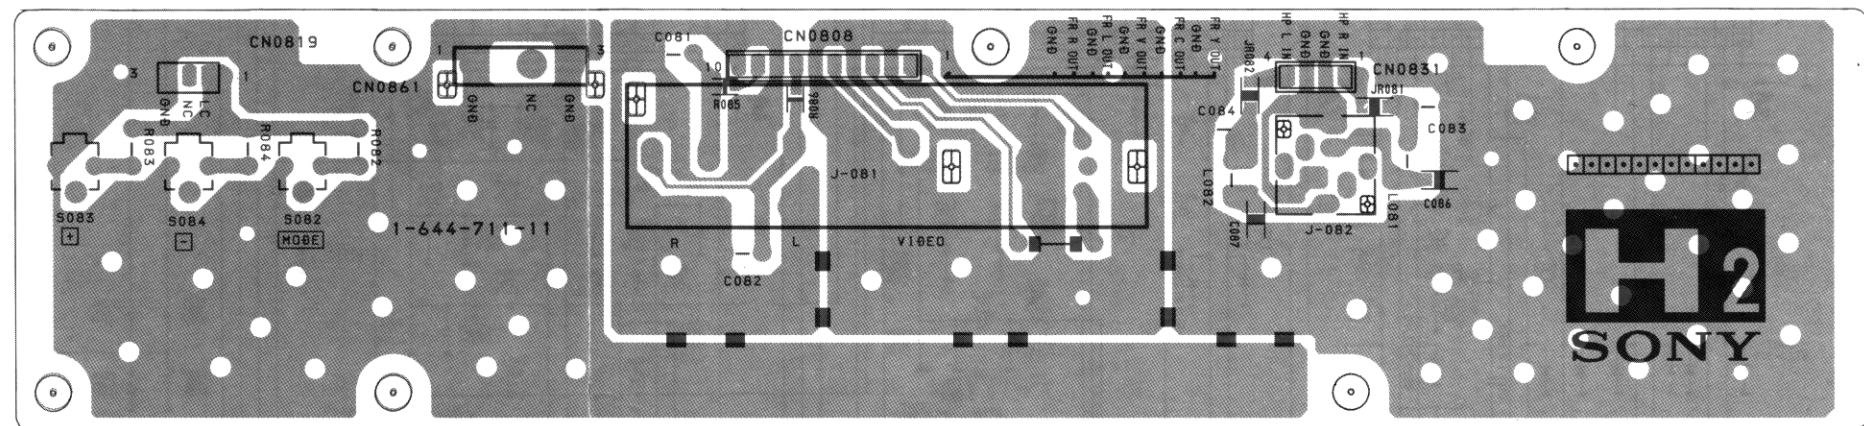 CN0819
3
1
GND
NC
LC
CN0861
1
3
GND
NC
GND
C081
CN0808
10
1
R085
R086
GND
FR R OUT
GND
FR L OUT
GND
FR V OUT
GND
FR C OUT
GND
FR Y OUT
HP L IN
GND
GND
HP R IN
4
1
JR082
CN0831
JR081
C084
C083
R083
R084
R082
S083
+
S084
-
S082
MODE
1-644-711-11
J-081
R
L
VIDEO
C082
L082
L081
C086
C087
J-082
H2
SONY